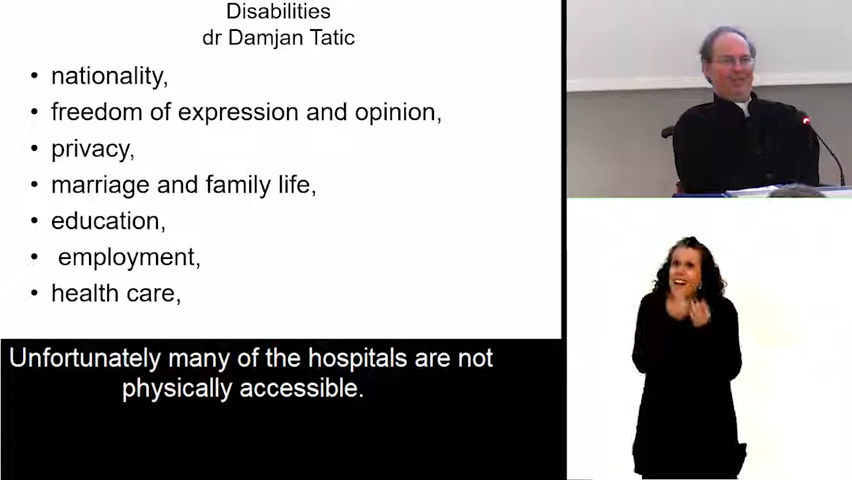 Disabilities
dr Damjan Tatic
• nationality,
• freedom of expression and opinion,
• privacy,
• marriage and family life,
• education,
• employment,
• health care,
Unfortunately many of the hospitals are not
physically accessible.